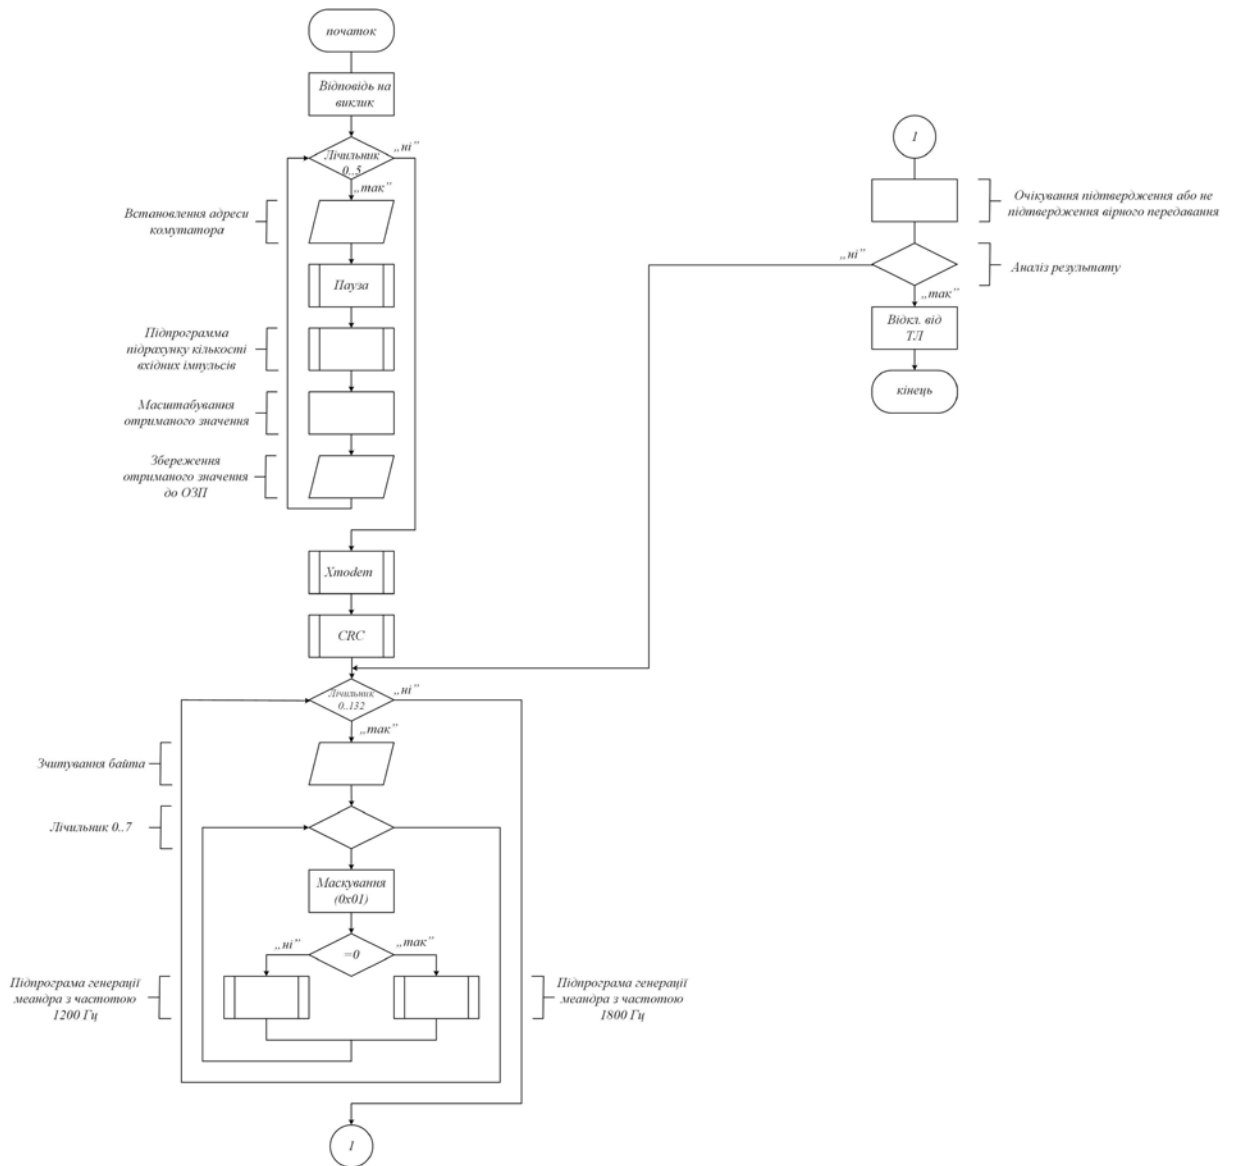 початок
Відповідь на
виклик
Лічильник
0..5
„ні”
„так”
Встановлення адреси
комутатора
Пауза
Підпрограмма
підрахунку кількості
вхідних імпульсів
Масштабування
отриманого значення
Збереження
отриманого значення
до ОЗП
Xmodem
CRC
Лічильник
0..132
„ні”
„так”
Зчитування байта
Лічильник 0..7
Маскування
(0x01)
=0
„ні”
„так”
Підпрограма генерації
меандра з частотою
1200 Гц
Підпрограма генерації
меандра з частотою
1800 Гц
1
1
Очікування підтвердження або не
підтвердження вірного передавання
„ні”
Аналіз результату
„так”
Відкл. від
ТЛ
кінець